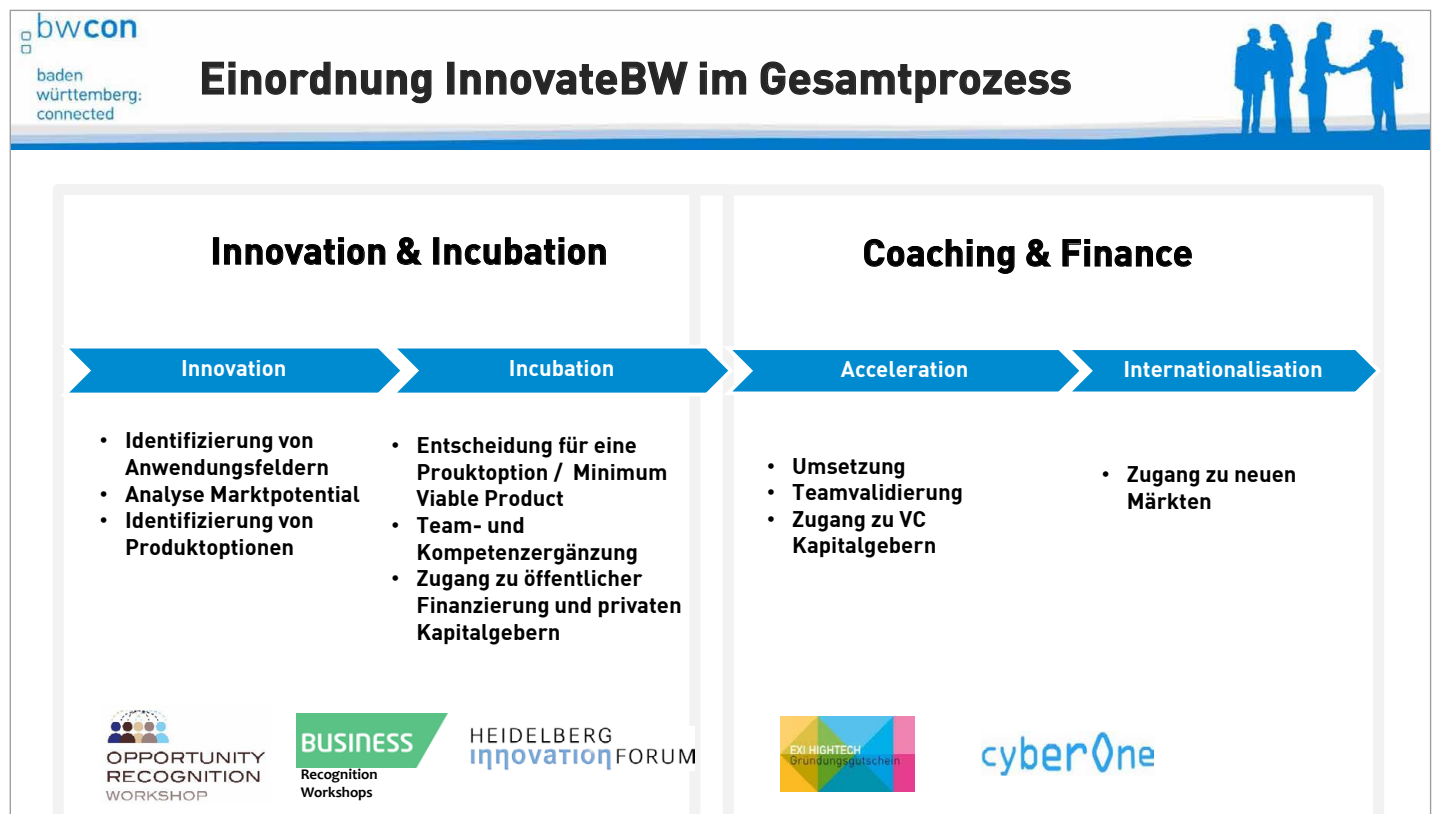 bwcon
baden
württemberg:
connected
Einordnung InnovateBW im Gesamtprozess
Innovation & Incubation
Innovation
Incubation
• Identifizierung von
Anwendungsfeldern
• Analyse Marktpotential
• Identifizierung von
Produktoptionen
• Entscheidung für eine
Prouktoption / Minimum
Viable Product
• Team- und
Kompetenzergänzung
• Zugang zu öffentlicher
Finanzierung und privaten
Kapitalgebern
OPPORTUNITY
RECOGNITION
WORKSHOP
BUSINESS
Recognition
Workshops
HEIDELBERG
INNOVATION FORUM
Coaching & Finance
Acceleration
Internationalisation
• Umsetzung
• Teamvalidierung
• Zugang zu VC
Kapitalgebern
• Zugang zu neuen
Märkten
EXI HIGHTECH
Gründungsgutschein
cyberOne